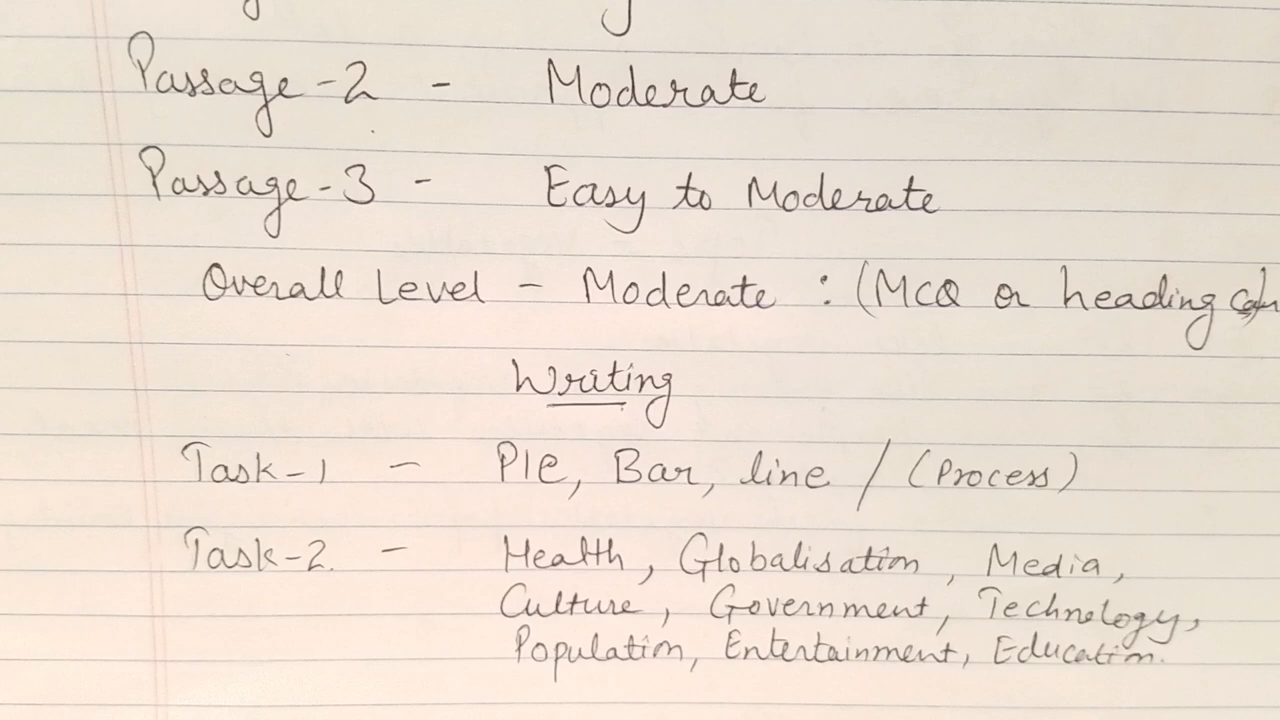 Passage-2 - Moderate
Passage-3 - Easy to Moderate
Overall Level - Moderate : (MCQ or heading
Writing
Task-1 - PIe, Bar, line / (Process)
Task-2. - Health, Globalisation, Media,
Culture, Government, Technology,
Population, Entertainment, Education.